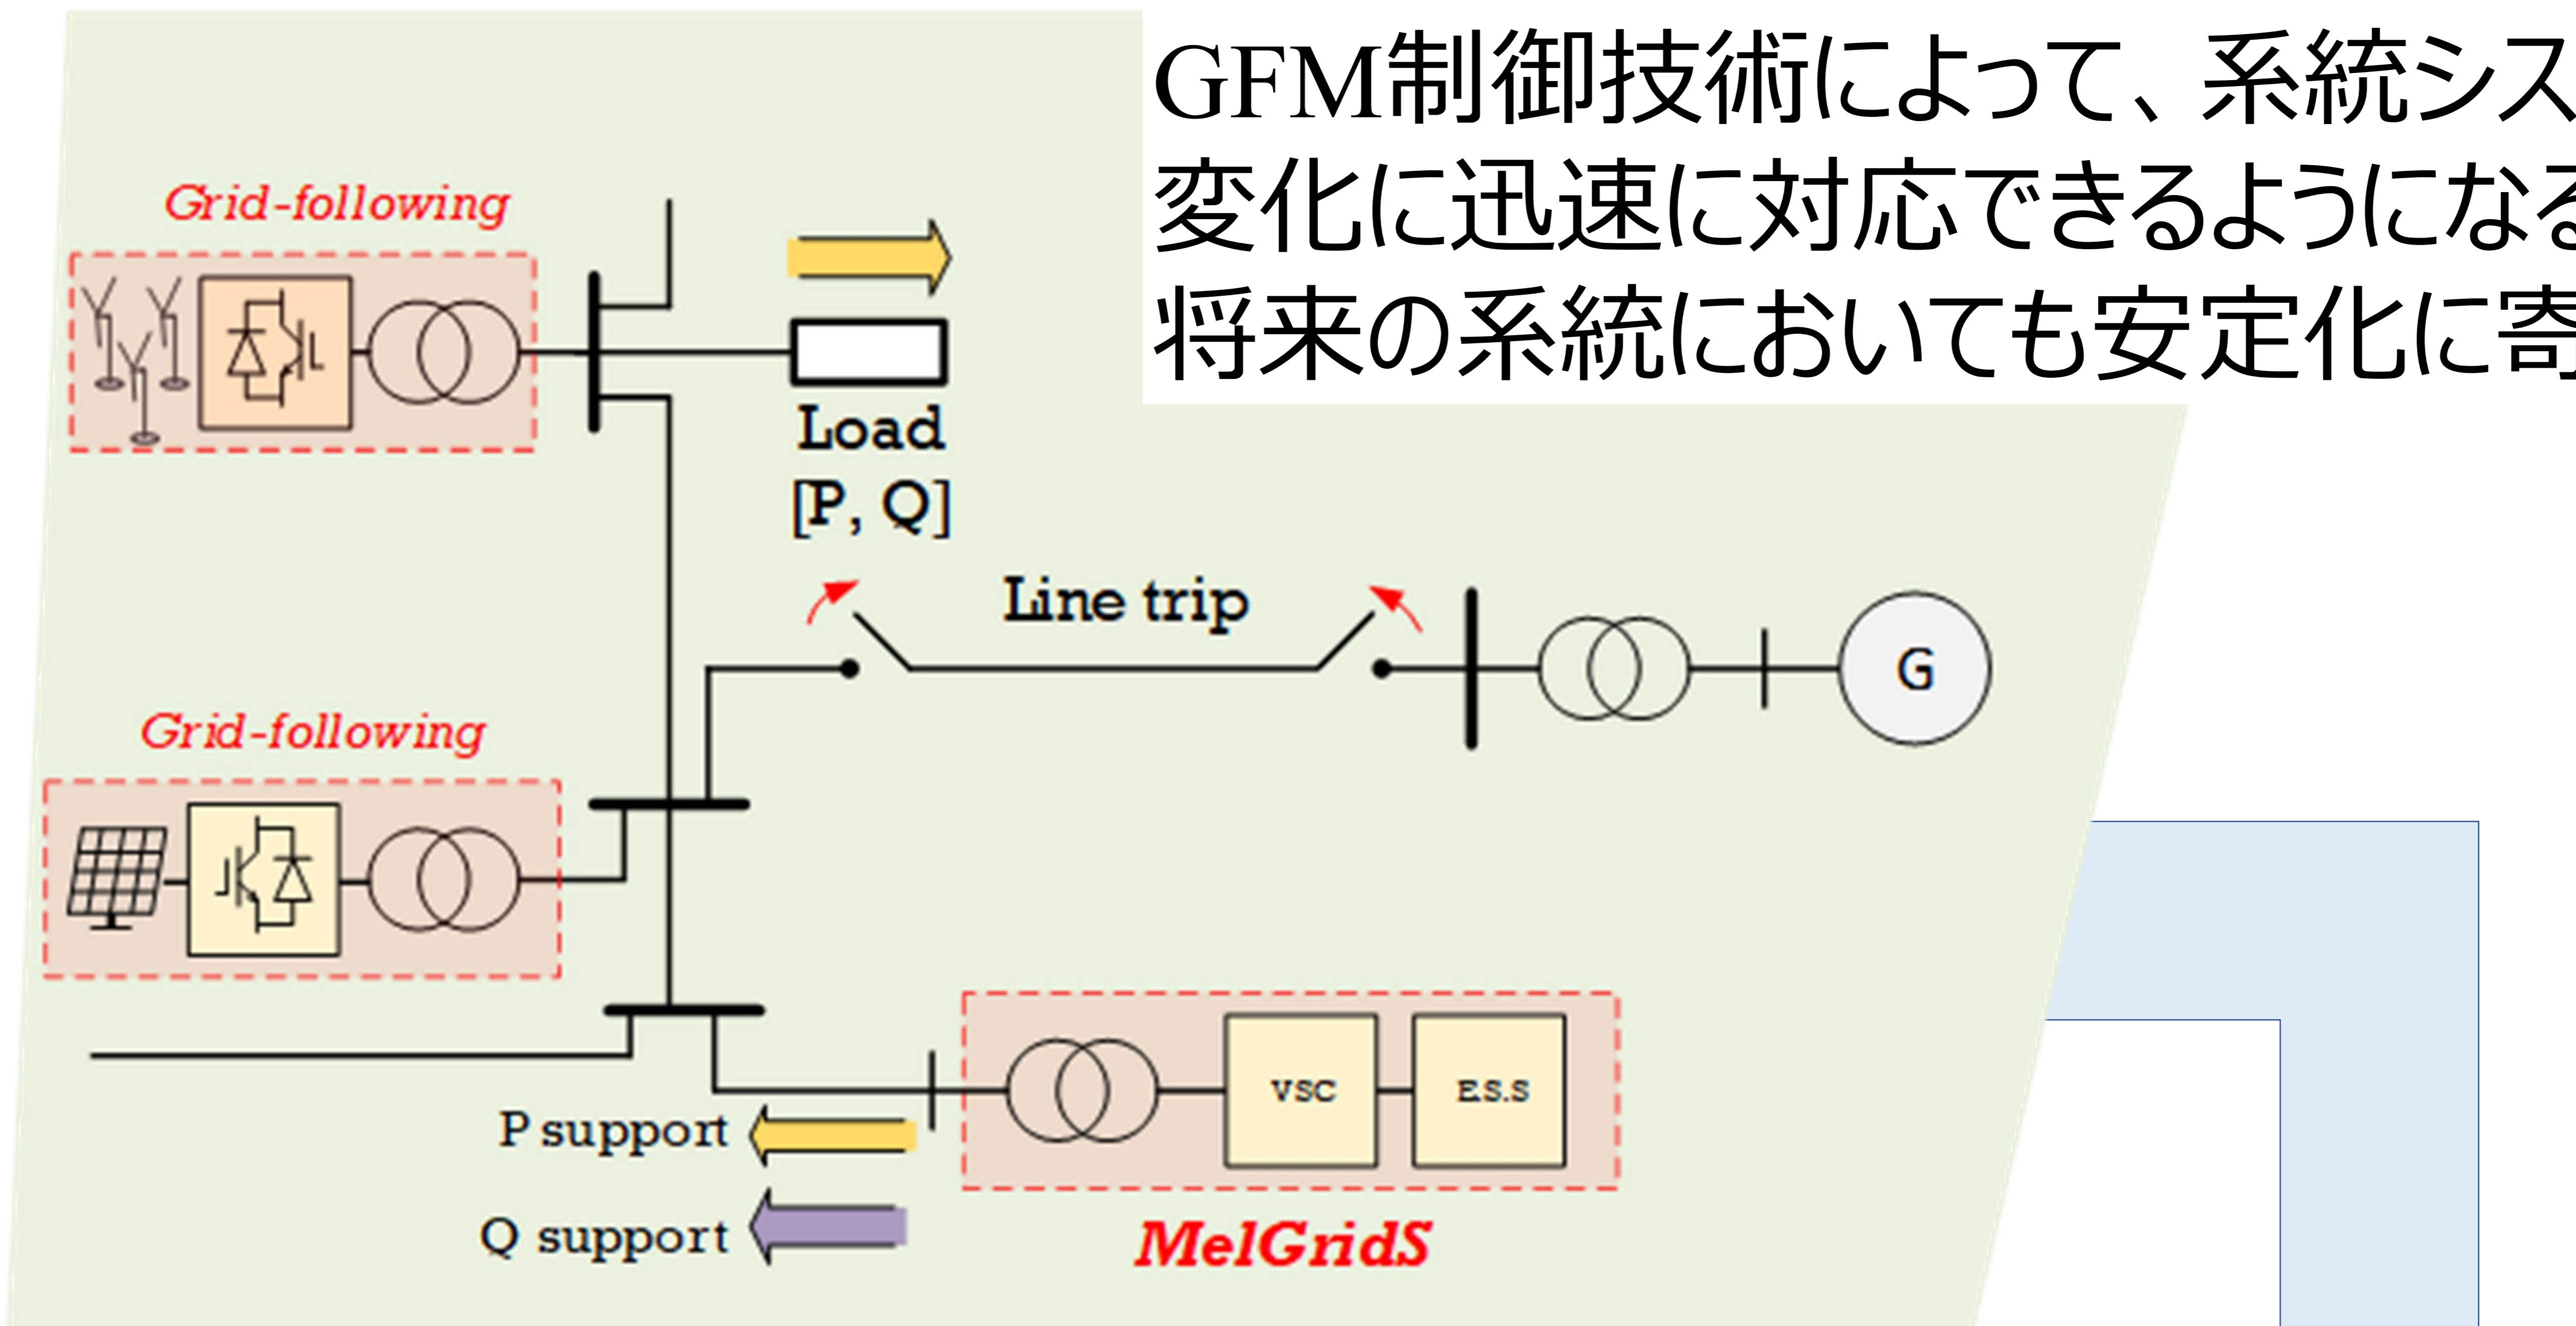 GFM制御技術によって、系統シス
変化に迅速に対応できるようになる
将来の系統においても安定化に寄
Grid-following
Load
[P, Q]
Line trip
G
Grid-following
VSC
E.S.S
P support
Q support
MelGridS